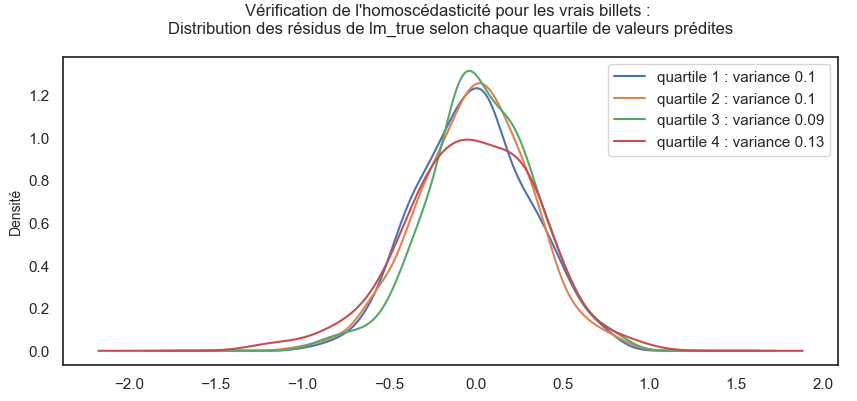 Vérification de l'homoscédasticité pour les vrais billets :
Distribution des résidus de lm_true selon chaque quartile de valeurs prédites
quartile 1 : variance 0.1
quartile 2 : variance 0.1
quartile 3 : variance 0.09
quartile 4 : variance 0.13
Densité
1.2
1.0
0.8
0.6
0.4
0.2
0.0
−2.0 −1.5 −1.0 −0.5 0.0 0.5 1.0 1.5 2.0